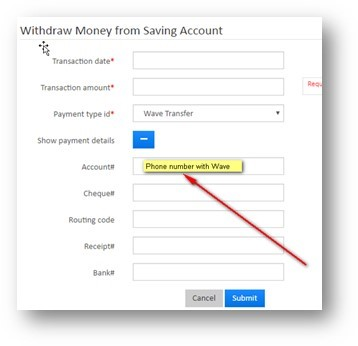 Withdraw Money from Saving Account
Transaction date*
Transaction amount*
Requ
Payment type id* Wave Transfer
Show payment details
Account# Phone number with Wave
Cheque#
Routing code
Receipt#
Bank#
Cancel Submit